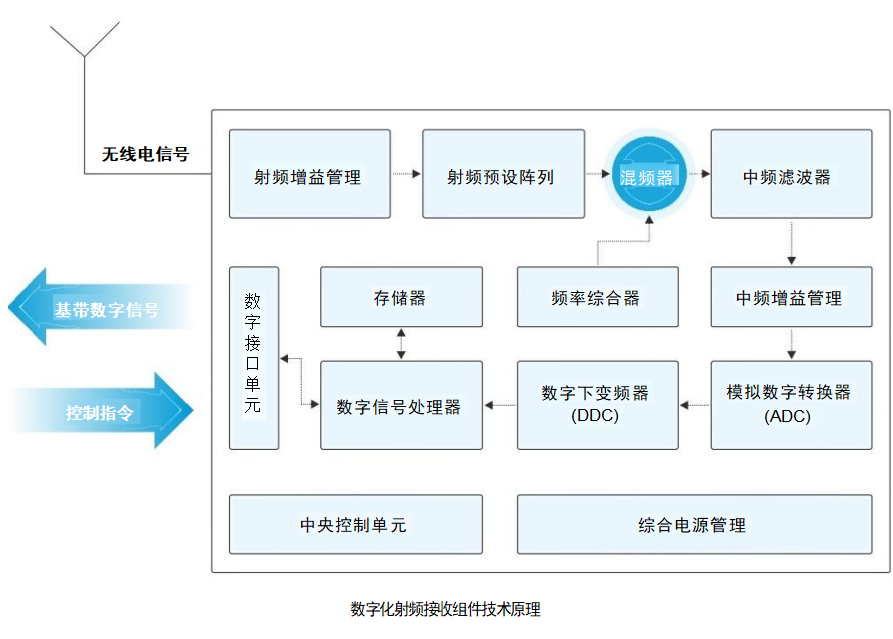 无线电信号
射频增益管理
射频预设阵列
混频器
中频滤波器
基带数字信号
控制指令
数字接口单元
存储器
频率综合器
中频增益管理
数字信号处理器
数字下变频器
(DDC)
模拟数字转换器
(ADC)
中央控制单元
综合电源管理
数字化射频接收组件技术原理